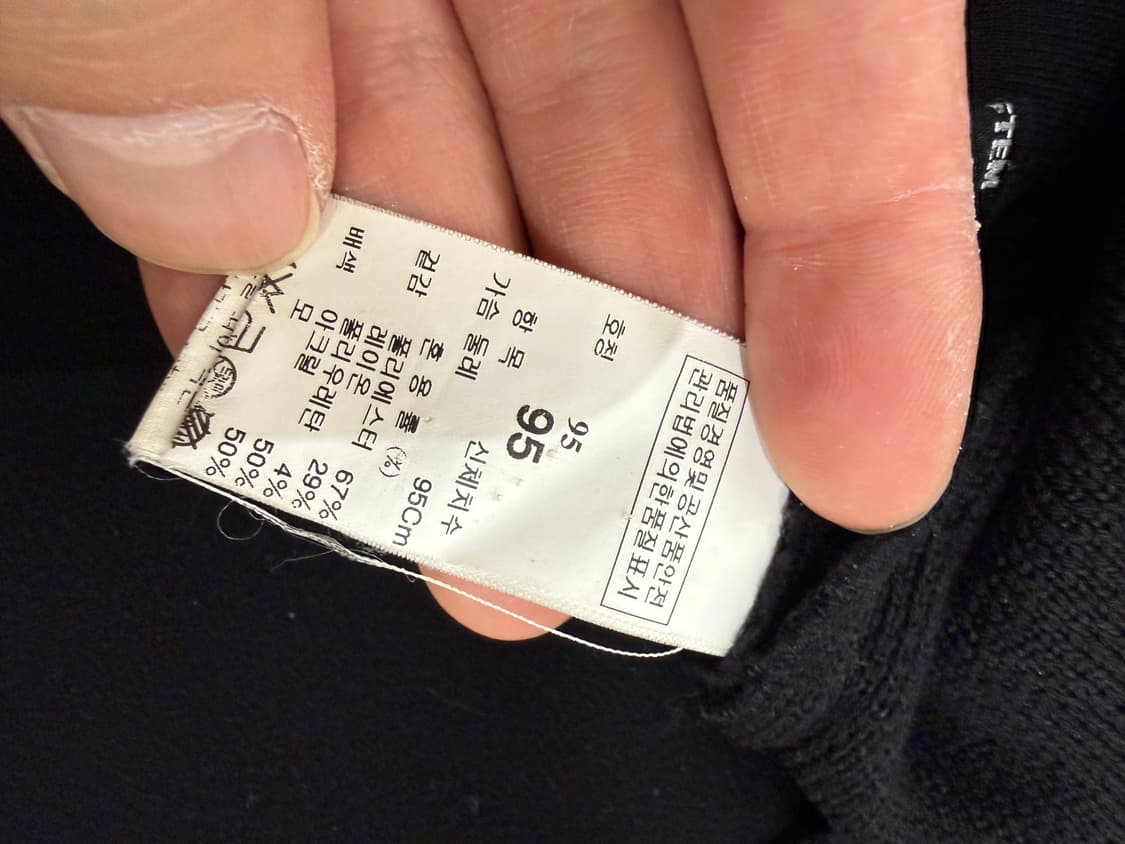 품질경영및공산품안전
관리법에의한품질표시
호칭 95
95
항 목 신체치수
가슴 둘레 95Cm
혼 용 률 (%)
겉감 폴리에스터 67%
레이온 29%
폴리우레탄 4%
배색 아크릴 50%
모 50%
FTEM